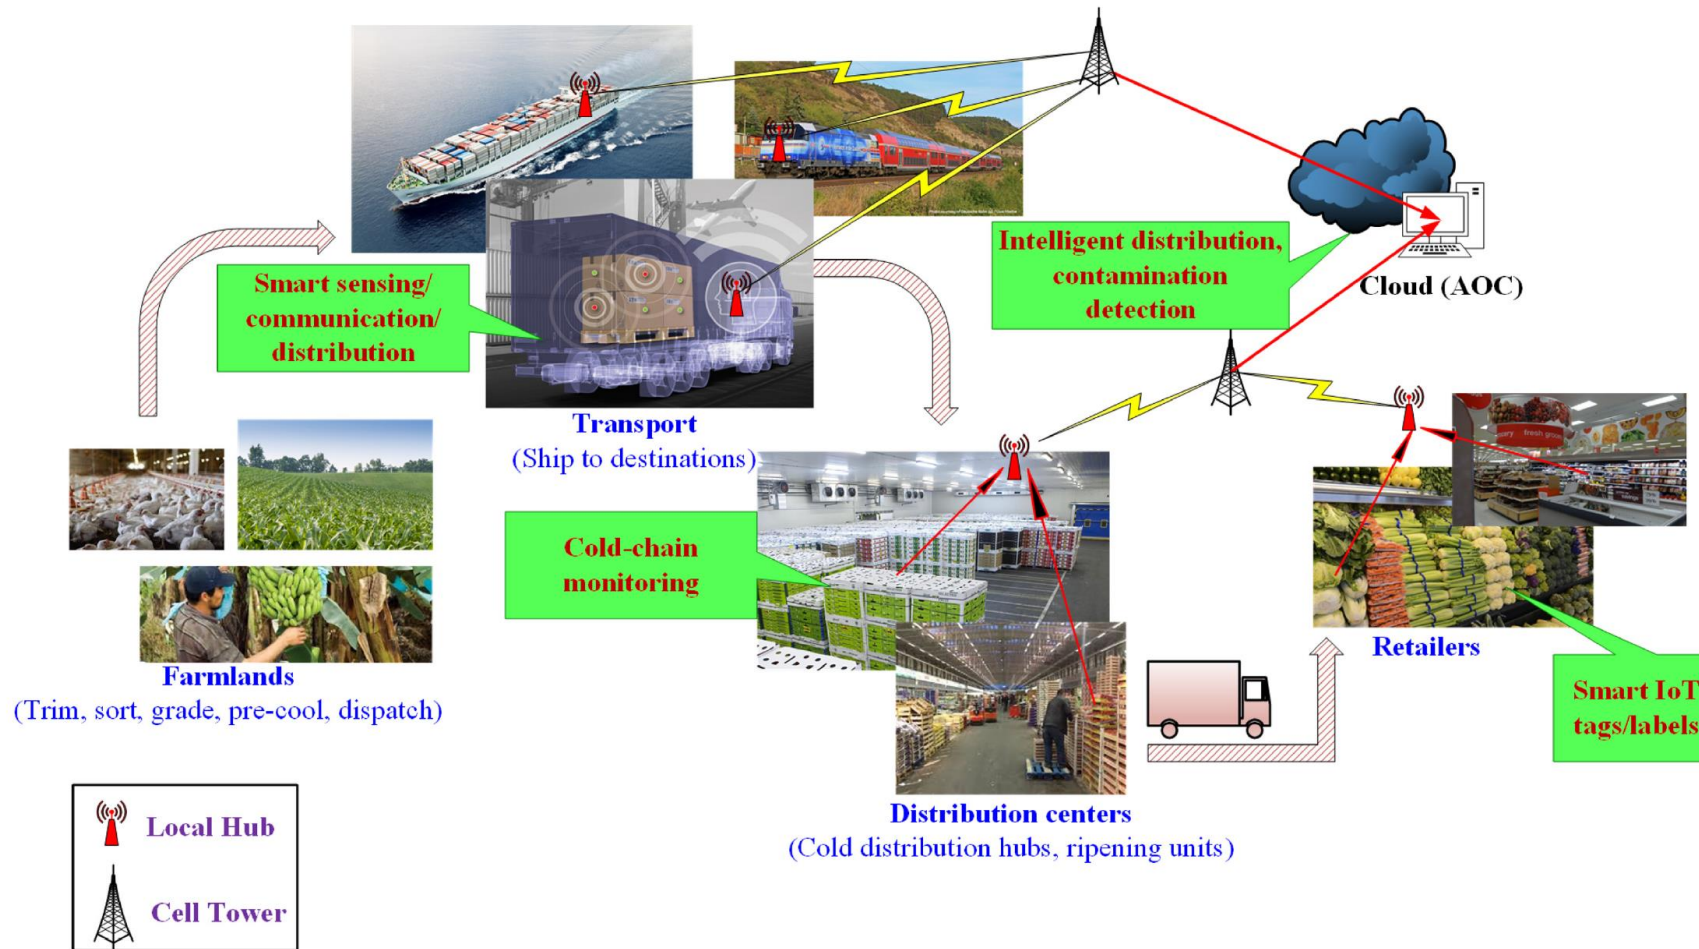 Smart sensing/
communication/
distribution
Intelligent distribution,
contamination
detection
Cloud (AOC)
Transport
(Ship to destinations)
Cold-chain
monitoring
fresh
Farmlands
(Trim, sort, grade, pre-cool, dispatch)
Retailers
Smart IoT
tags/labels
Distribution centers
(Cold distribution hubs, ripening units)
Local Hub
Cell Tower